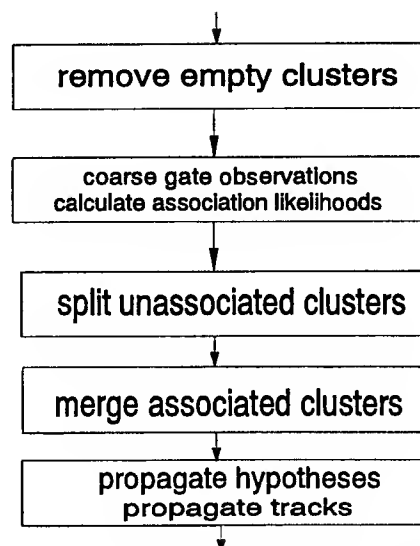 remove empty clusters
coarse gate observations
calculate association likelihoods
split unassociated clusters
merge associated clusters
propagate hypotheses
propagate tracks